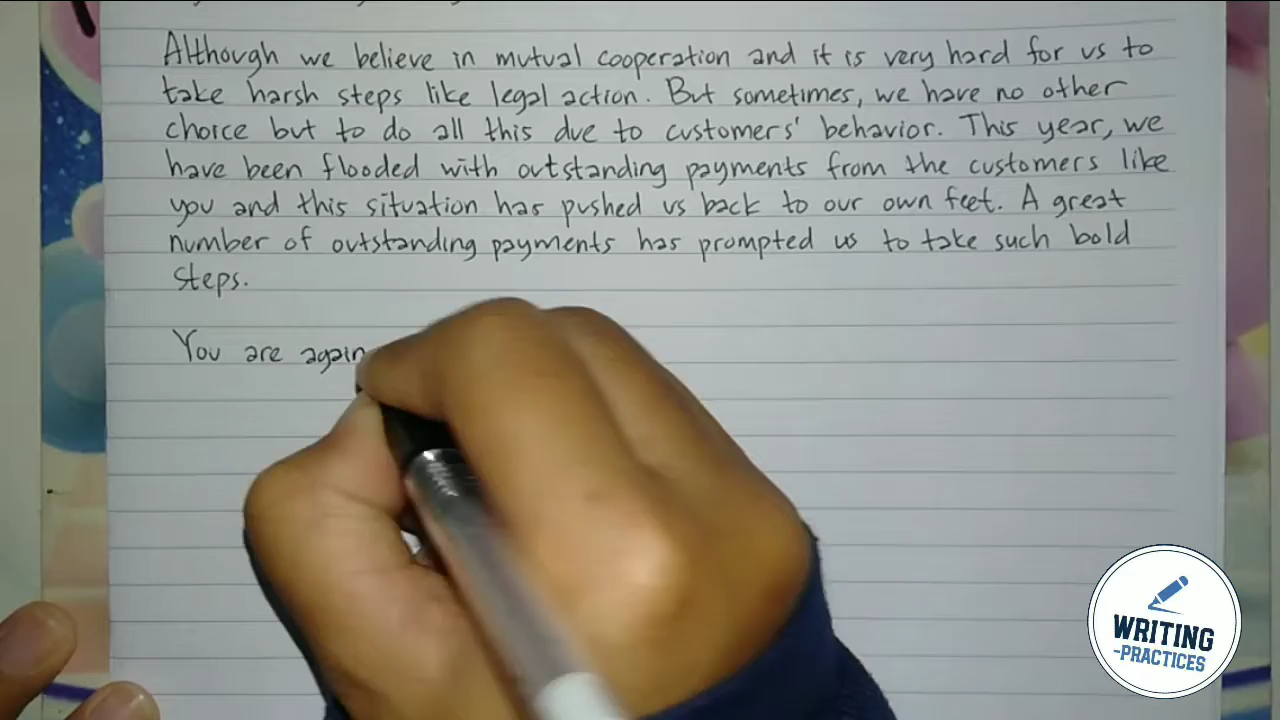 Although we believe in mutual cooperation and it is very hard for us to
take harsh steps like legal action. But sometimes, we have no other
choice but to do all this due to customers' behavior. This year, we
have been flooded with outstanding payments from the customers like
you and this situation has pushed us back to our own feet. A great
number of outstanding payments has prompted us to take such bold
steps.
You are again
WRITING
-PRACTICES